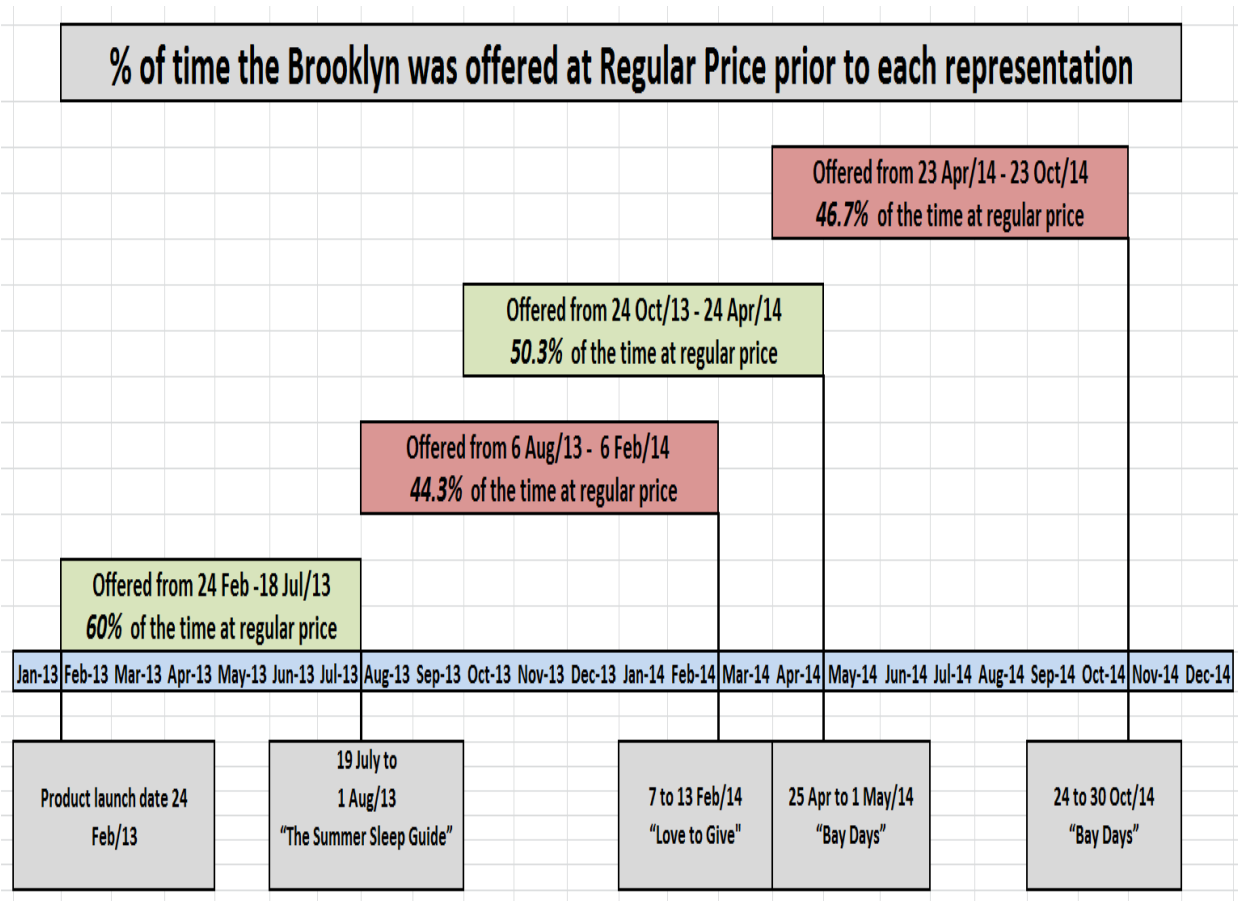 % of time the Brooklyn was offered at Regular Price prior to each representation
Offered from 23 Apr/14 - 23 Oct/14
46.7% of the time at regular price
Offered from 24 Oct/13 - 24 Apr/14
50.3% of the time at regular price
Offered from 6 Aug/13 - 6 Feb/14
44.3% of the time at regular price
Offered from 24 Feb -18 Jul/13
60% of the time at regular price
Jan-13 Feb-13 Mar-13 Apr-13 May-13 Jun-13 Jul-13 Aug-13 Sep-13 Oct-13 Nov-13 Dec-13 Jan-14 Feb-14 Mar-14 Apr-14 May-14 Jun-14 Jul-14 Aug-14 Sep-14 Oct-14 Nov-14 Dec-14
Product launch date 24
Feb/13
19 July to
1 Aug/13
“The Summer Sleep Guide”
7 to 13 Feb/14
“Love to Give"
25 Apr to 1 May/14
“Bay Days”
24 to 30 Oct/14
“Bay Days”